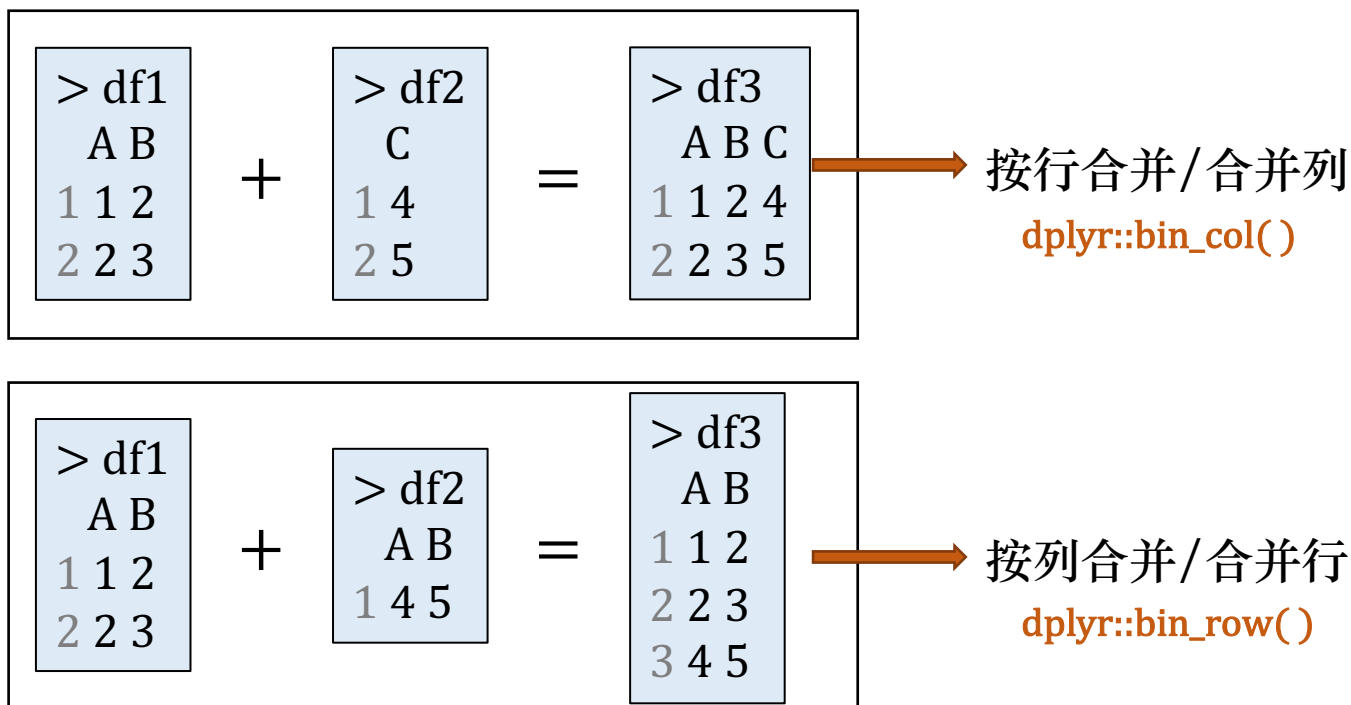 > df1
A B
1 1 2
2 2 3
+
> df2
C
1 4
2 5
=
> df3
A B C
1 1 2 4
2 2 3 5
按行合并/合并列
dplyr::bin_col( )
> df1
A B
1 1 2
2 2 3
+
> df2
A B
1 4 5
=
> df3
A B
1 1 2
2 2 3
3 4 5
按列合并/合并行
dplyr::bin_row( )